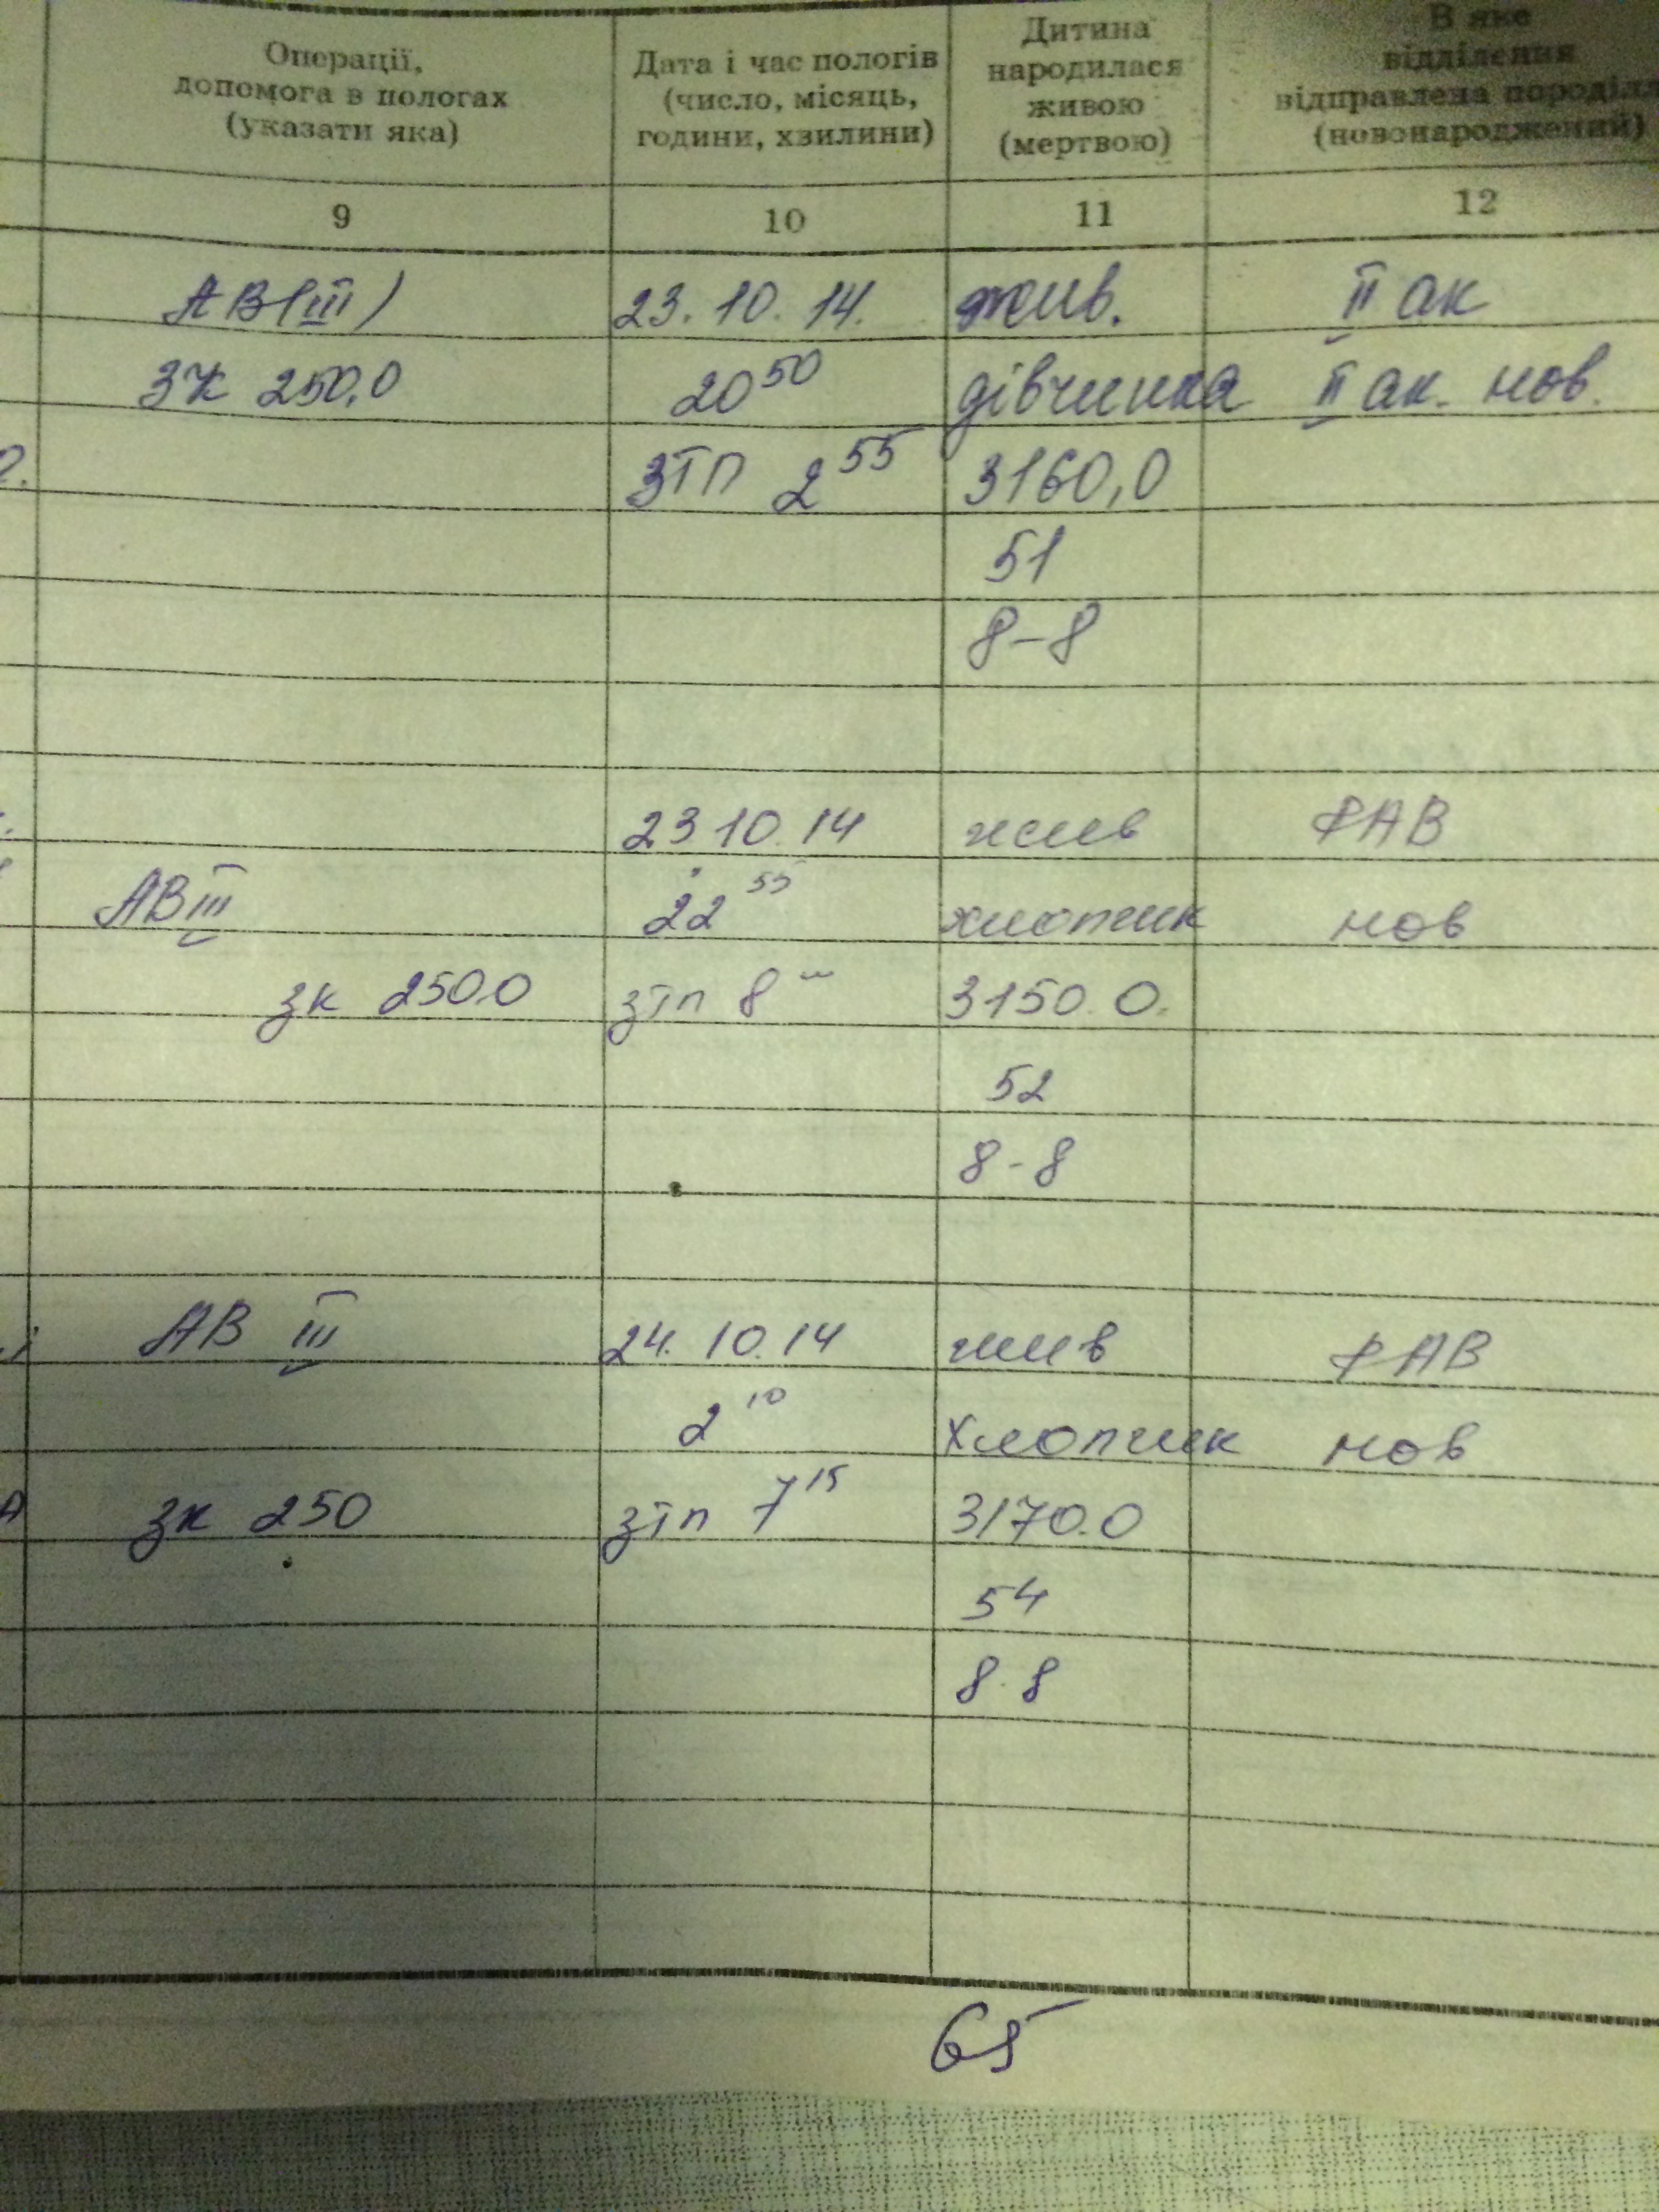 Операції,
допомога в пологах
(указати яка)
Дата і час пологів
(число, місяць,
години, хвилини)
Дитина
народилася
живою
(мертвою)
В яке
відділення
відправлена породілля
(новонароджений)
9 10 11 12
АВ(III) 23.10.14. жив. II ак
ЗК 250,0 20 50 дівчинка II ак. нов.
ЗТП 2 55 3160,0
51
8-8
23 10 14 жив ФАВ
АВ III 22 55 хлопчик нов
зк 250.0 зтп 8 3150.0.
52
8-8
АВ III 24.10.14 жив ФАВ
2 10 хлопчик нов
зк 250 зтп 7 15 3170.0
54
8.8
65